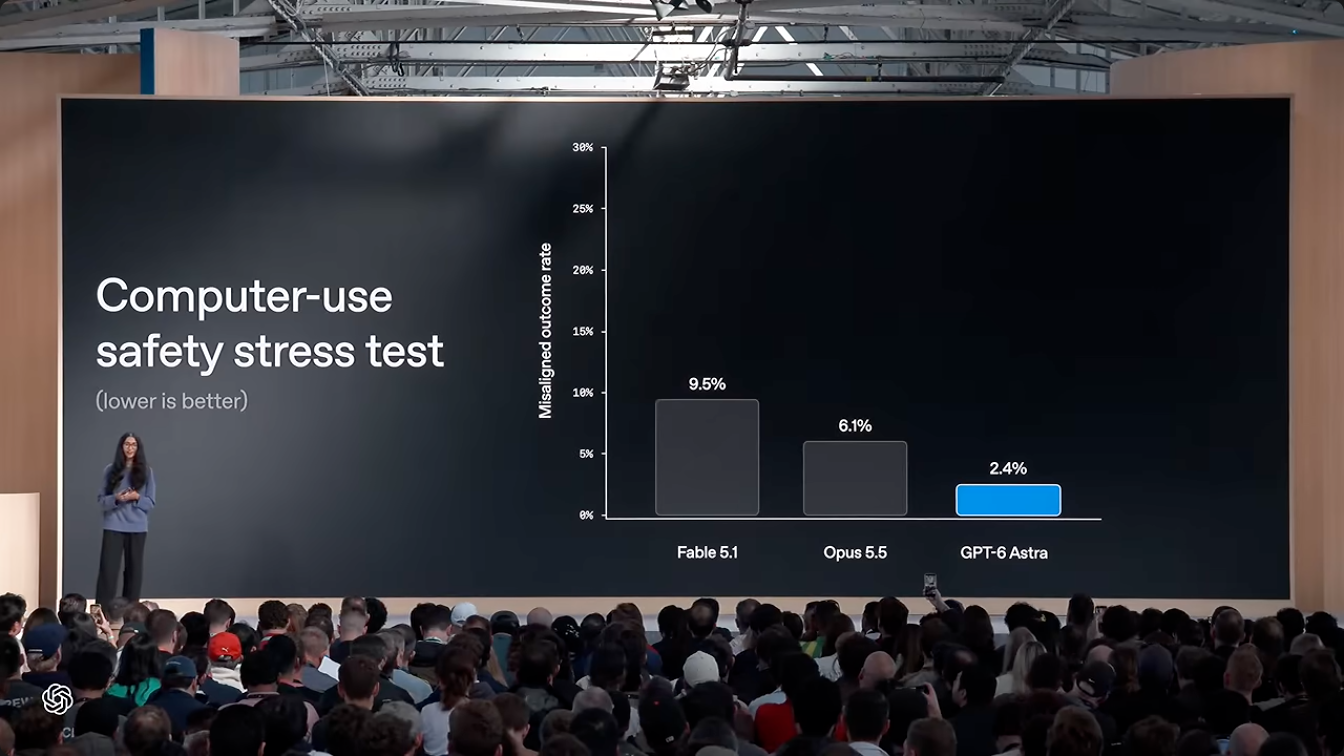 Computer-use
safety stress test
(lower is better)
Misaligned outcome rate
30%
25%
20%
15%
10%
5%
0%
9.5%
6.1%
2.4%
Fable 5.1
Opus 5.5
GPT-6 Astra